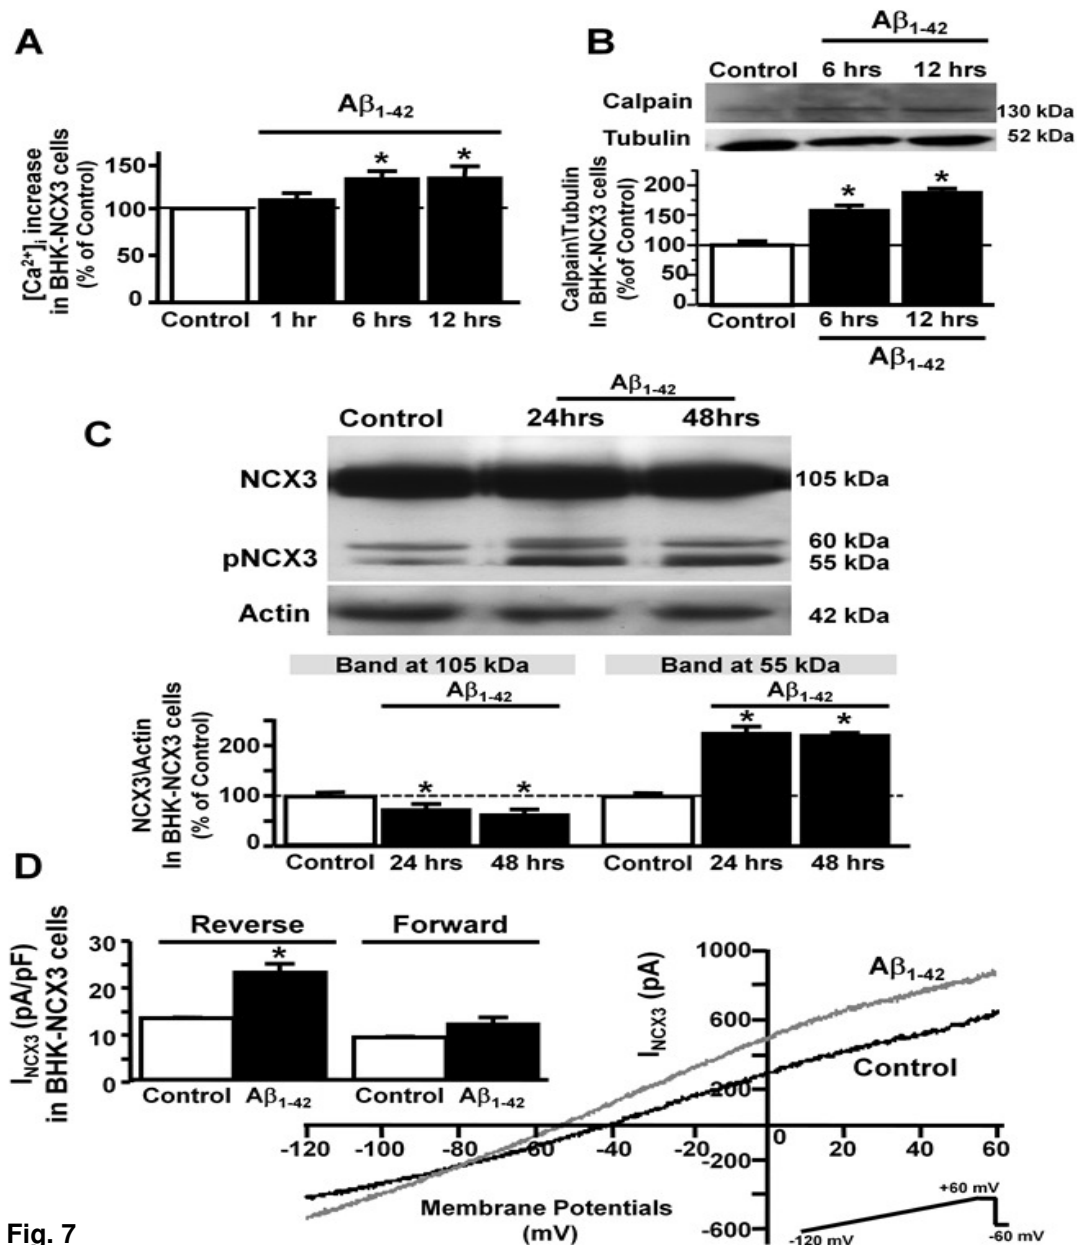 A
Aβ1-42
[Ca2+]i increase
in BHK-NCX3 cells
(% of Control)
150
100
50
0
*
*
Control 1 hr 6 hrs 12 hrs
B
Aβ1-42
Control 6 hrs 12 hrs
Calpain
130 kDa
Tubulin
52 kDa
Calpain\Tubulin
In BHK-NCX3 cells
(%of Control)
200
150
100
50
0
*
*
Control 6 hrs 12 hrs
Aβ1-42
C
Aβ1-42
Control 24hrs 48hrs
NCX3
105 kDa
pNCX3
60 kDa
55 kDa
Actin
42 kDa
Band at 105 kDa
Band at 55 kDa
Aβ1-42
Aβ1-42
NCX3\Actin
In BHK-NCX3 cells
(% of Control)
200
100
0
*
*
*
*
Control 24 hrs 48 hrs
Control 24 hrs 48 hrs
D
Reverse Forward
INCX3 (pA/pF)
in BHK-NCX3 cells
30
20
10
0
*
Control Aβ1-42 Control Aβ1-42
INCX3 (pA)
1000
600
200
-200
-600
Aβ1-42
Control
-120 -100 -80 -60 -40 -20 0 20 40 60
Membrane Potentials
(mV)
+60 mV
-120 mV
-60 mV
Fig. 7